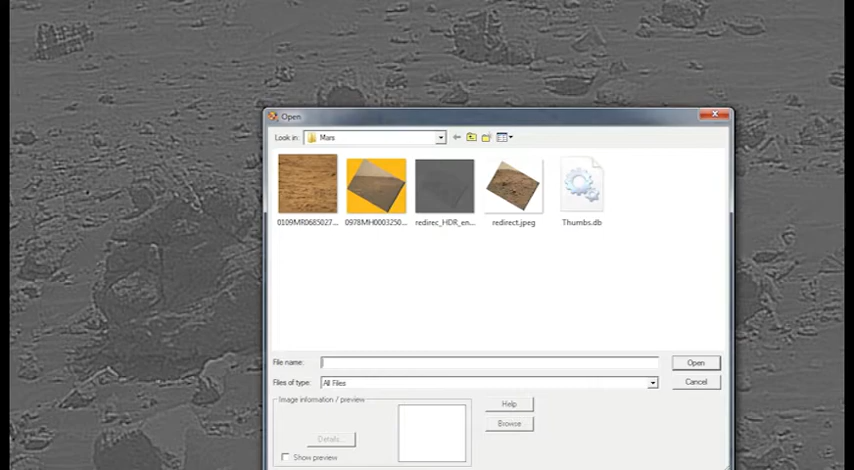 Open
Look in: Mars
0109MR0685027... 0978MH0003250... redirec_HDR_en... redirect.jpeg Thumbs.db
File name: Open
Files of type: All Files Cancel
Image information / preview Help
Details... Browse
Show preview